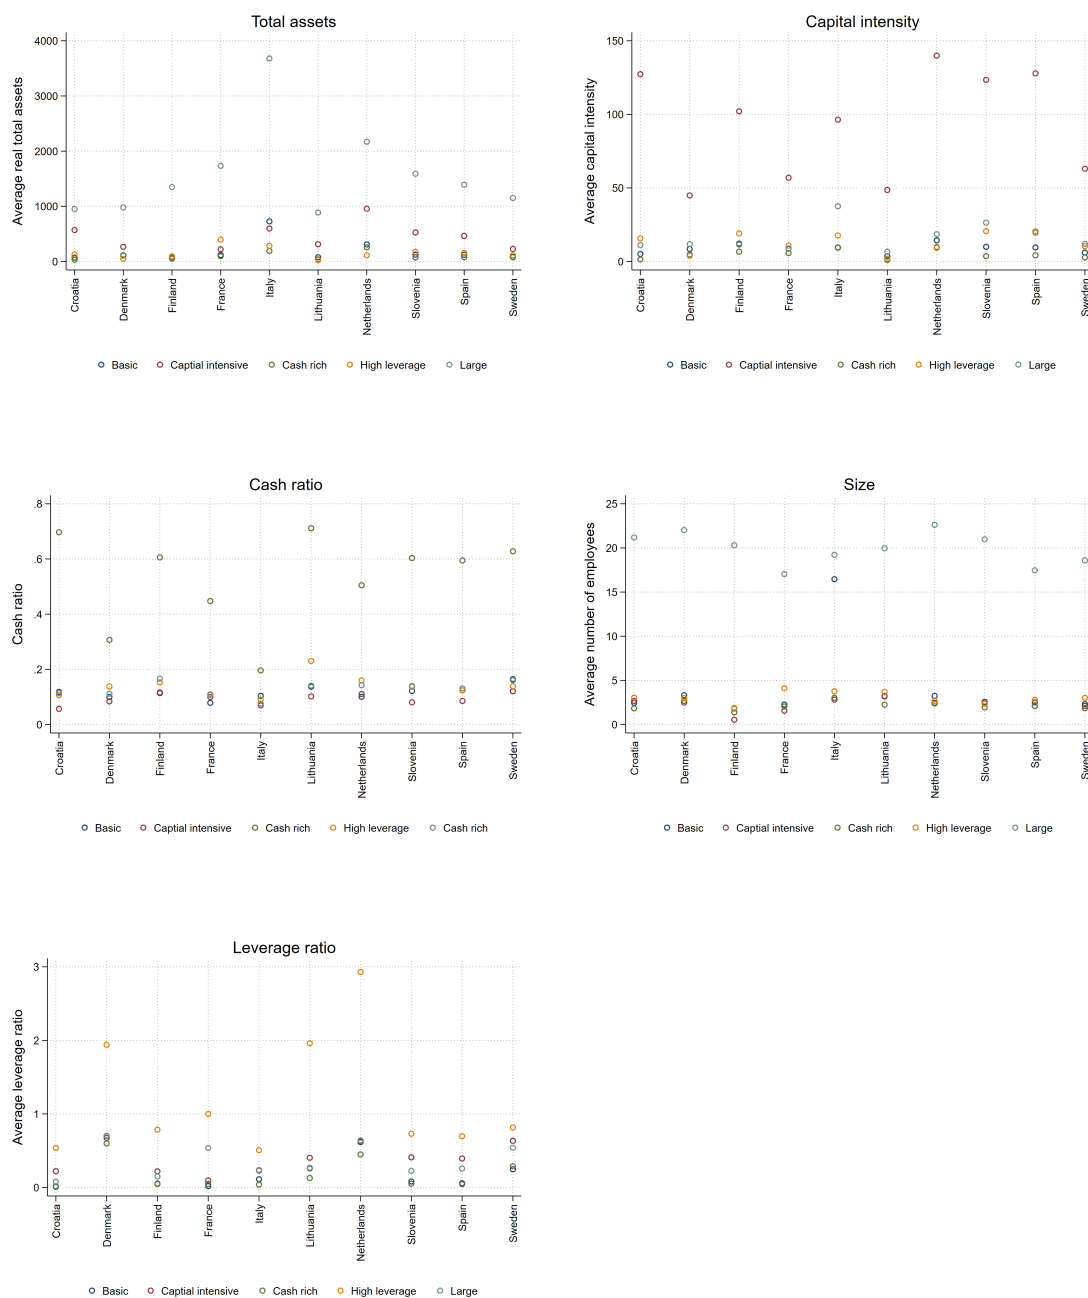 Total assets
Average real total assets
4000
3000
2000
1000
0
Croatia
Denmark
Finland
France
Italy
Lithuania
Netherlands
Slovenia
Spain
Sweden
Basic Captial intensive Cash rich High leverage Large
Capital intensity
Average capital intensity
150
100
50
0
Croatia
Denmark
Finland
France
Italy
Lithuania
Netherlands
Slovenia
Spain
Sweden
Basic Captial intensive Cash rich High leverage Large
Cash ratio
Cash ratio
.8
.6
.4
.2
0
Croatia
Denmark
Finland
France
Italy
Lithuania
Netherlands
Slovenia
Spain
Sweden
Basic Captial intensive Cash rich High leverage Cash rich
Size
Average number of employees
25
20
15
10
5
0
Croatia
Denmark
Finland
France
Italy
Lithuania
Netherlands
Slovenia
Spain
Sweden
Basic Captial intensive Cash rich High leverage Large
Leverage ratio
Average leverage ratio
3
2
1
0
Croatia
Denmark
Finland
France
Italy
Lithuania
Netherlands
Slovenia
Spain
Sweden
Basic Captial intensive Cash rich High leverage Large